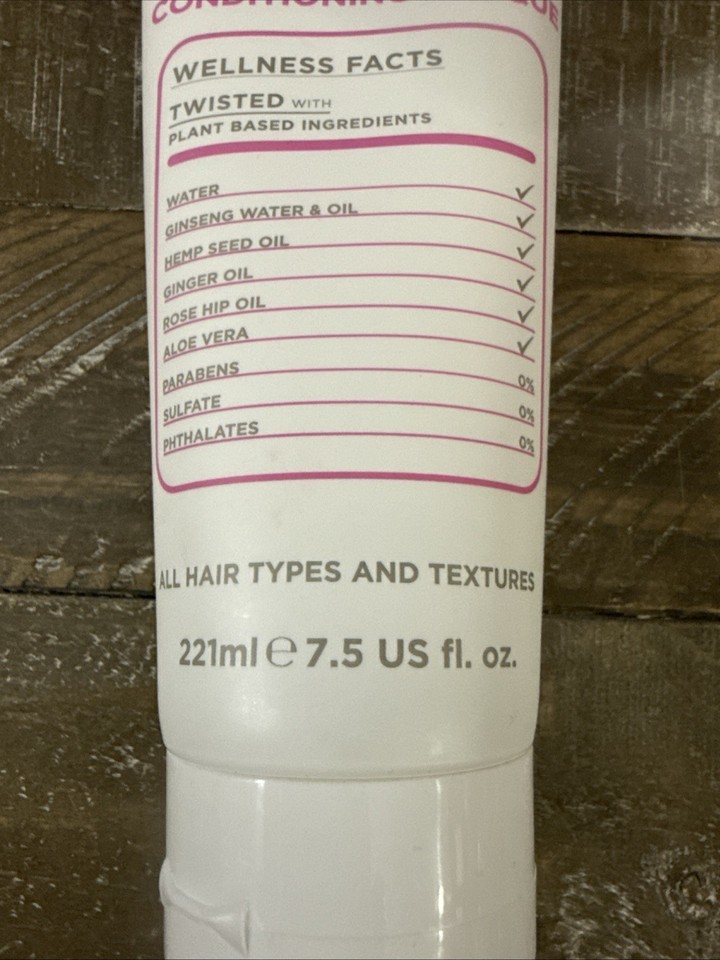 CONDITIONING
WELLNESS FACTS
TWISTED WITH
PLANT BASED INGREDIENTS
WATER ✓
GINSENG WATER & OIL ✓
HEMP SEED OIL ✓
GINGER OIL ✓
ROSE HIP OIL ✓
ALOE VERA ✓
PARABENS 0%
SULFATE 0%
PHTHALATES 0%
ALL HAIR TYPES AND TEXTURES
221ml ℮ 7.5 US fl. oz.